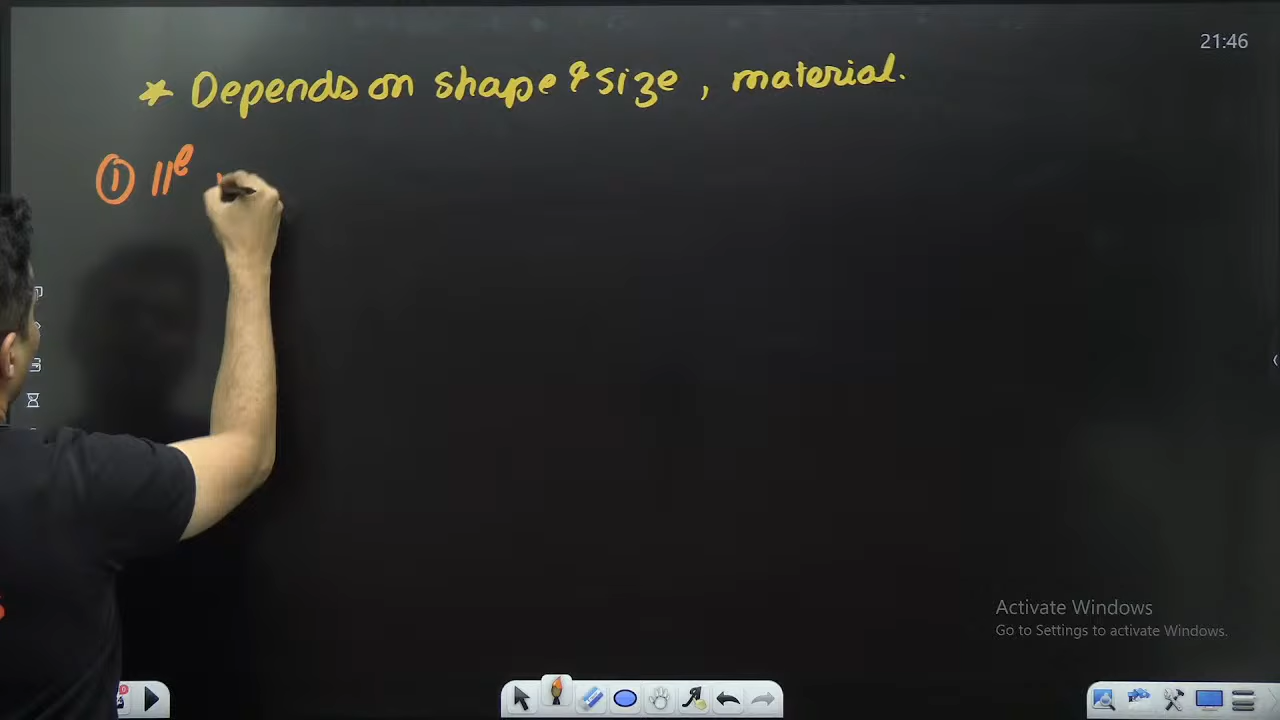 21:46
* Depends on shape & size , material.
① ||e
Activate Windows
Go to Settings to activate Windows.